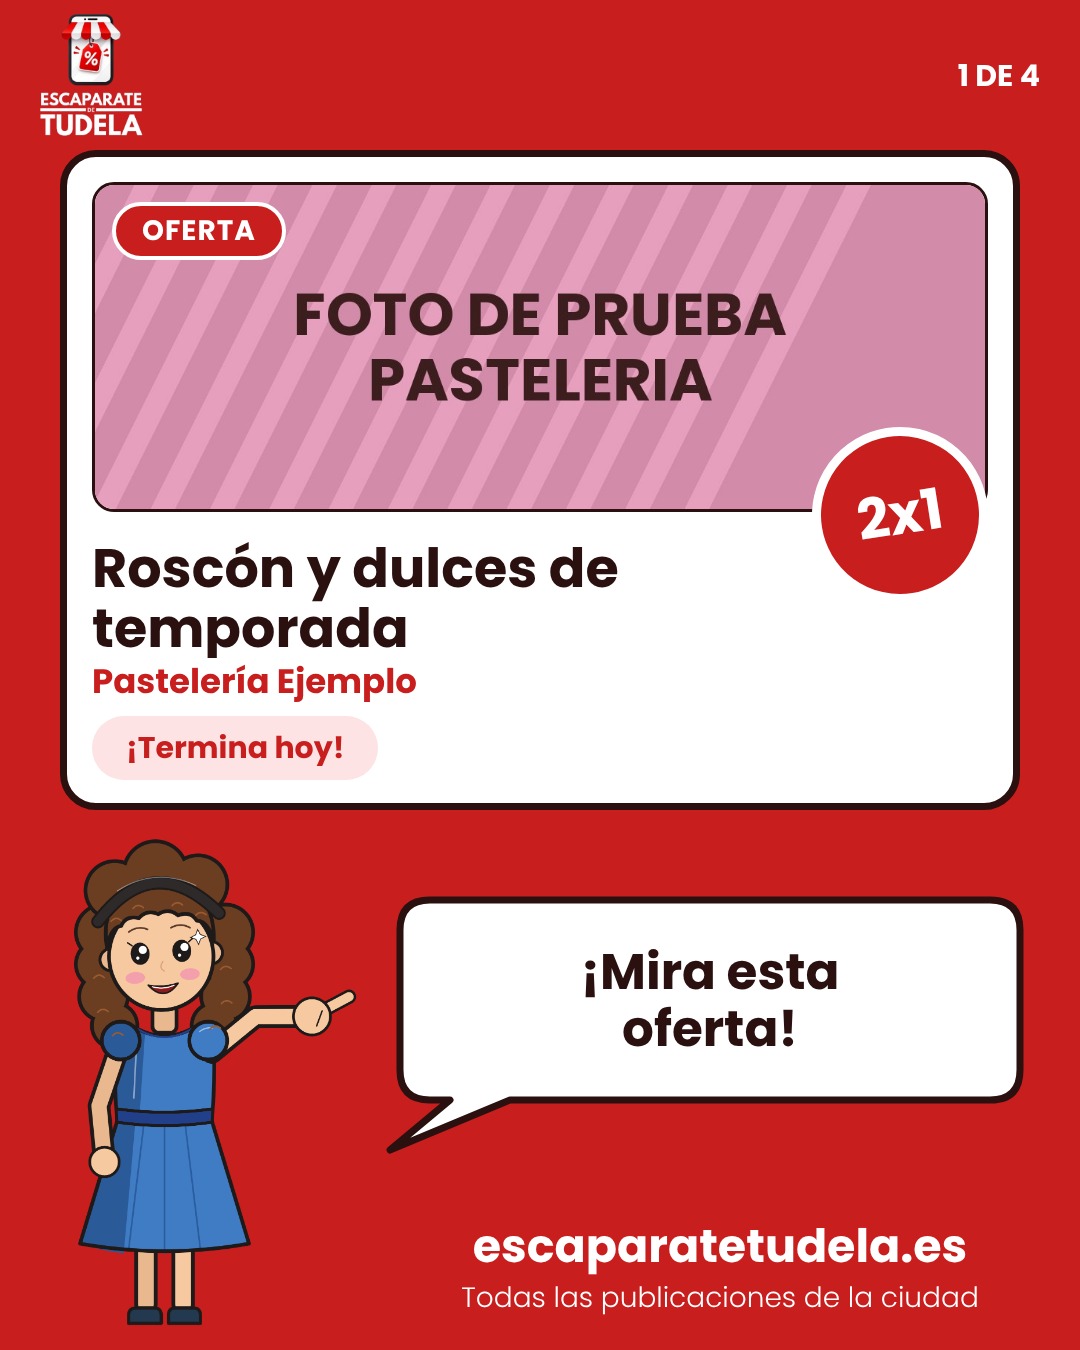 %
ESCAPARATE
DE
TUDELA
1 DE 4
OFERTA
FOTO DE PRUEBA
PASTELERIA
2x1
Roscón y dulces de
temporada
Pastelería Ejemplo
¡Termina hoy!
¡Mira esta
oferta!
escaparatetudela.es
Todas las publicaciones de la ciudad